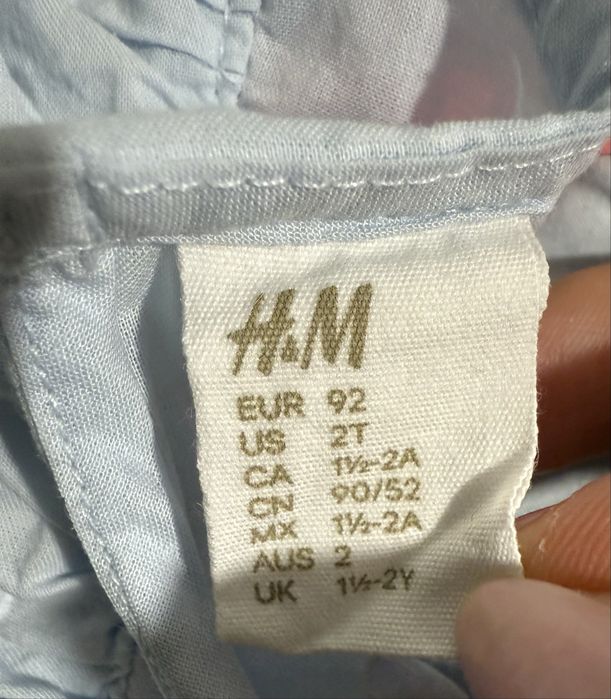 H&M
EUR 92
US 2T
CA 1½-2A
CN 90/52
MX 1½-2A
AUS 2
UK 1½-2Y